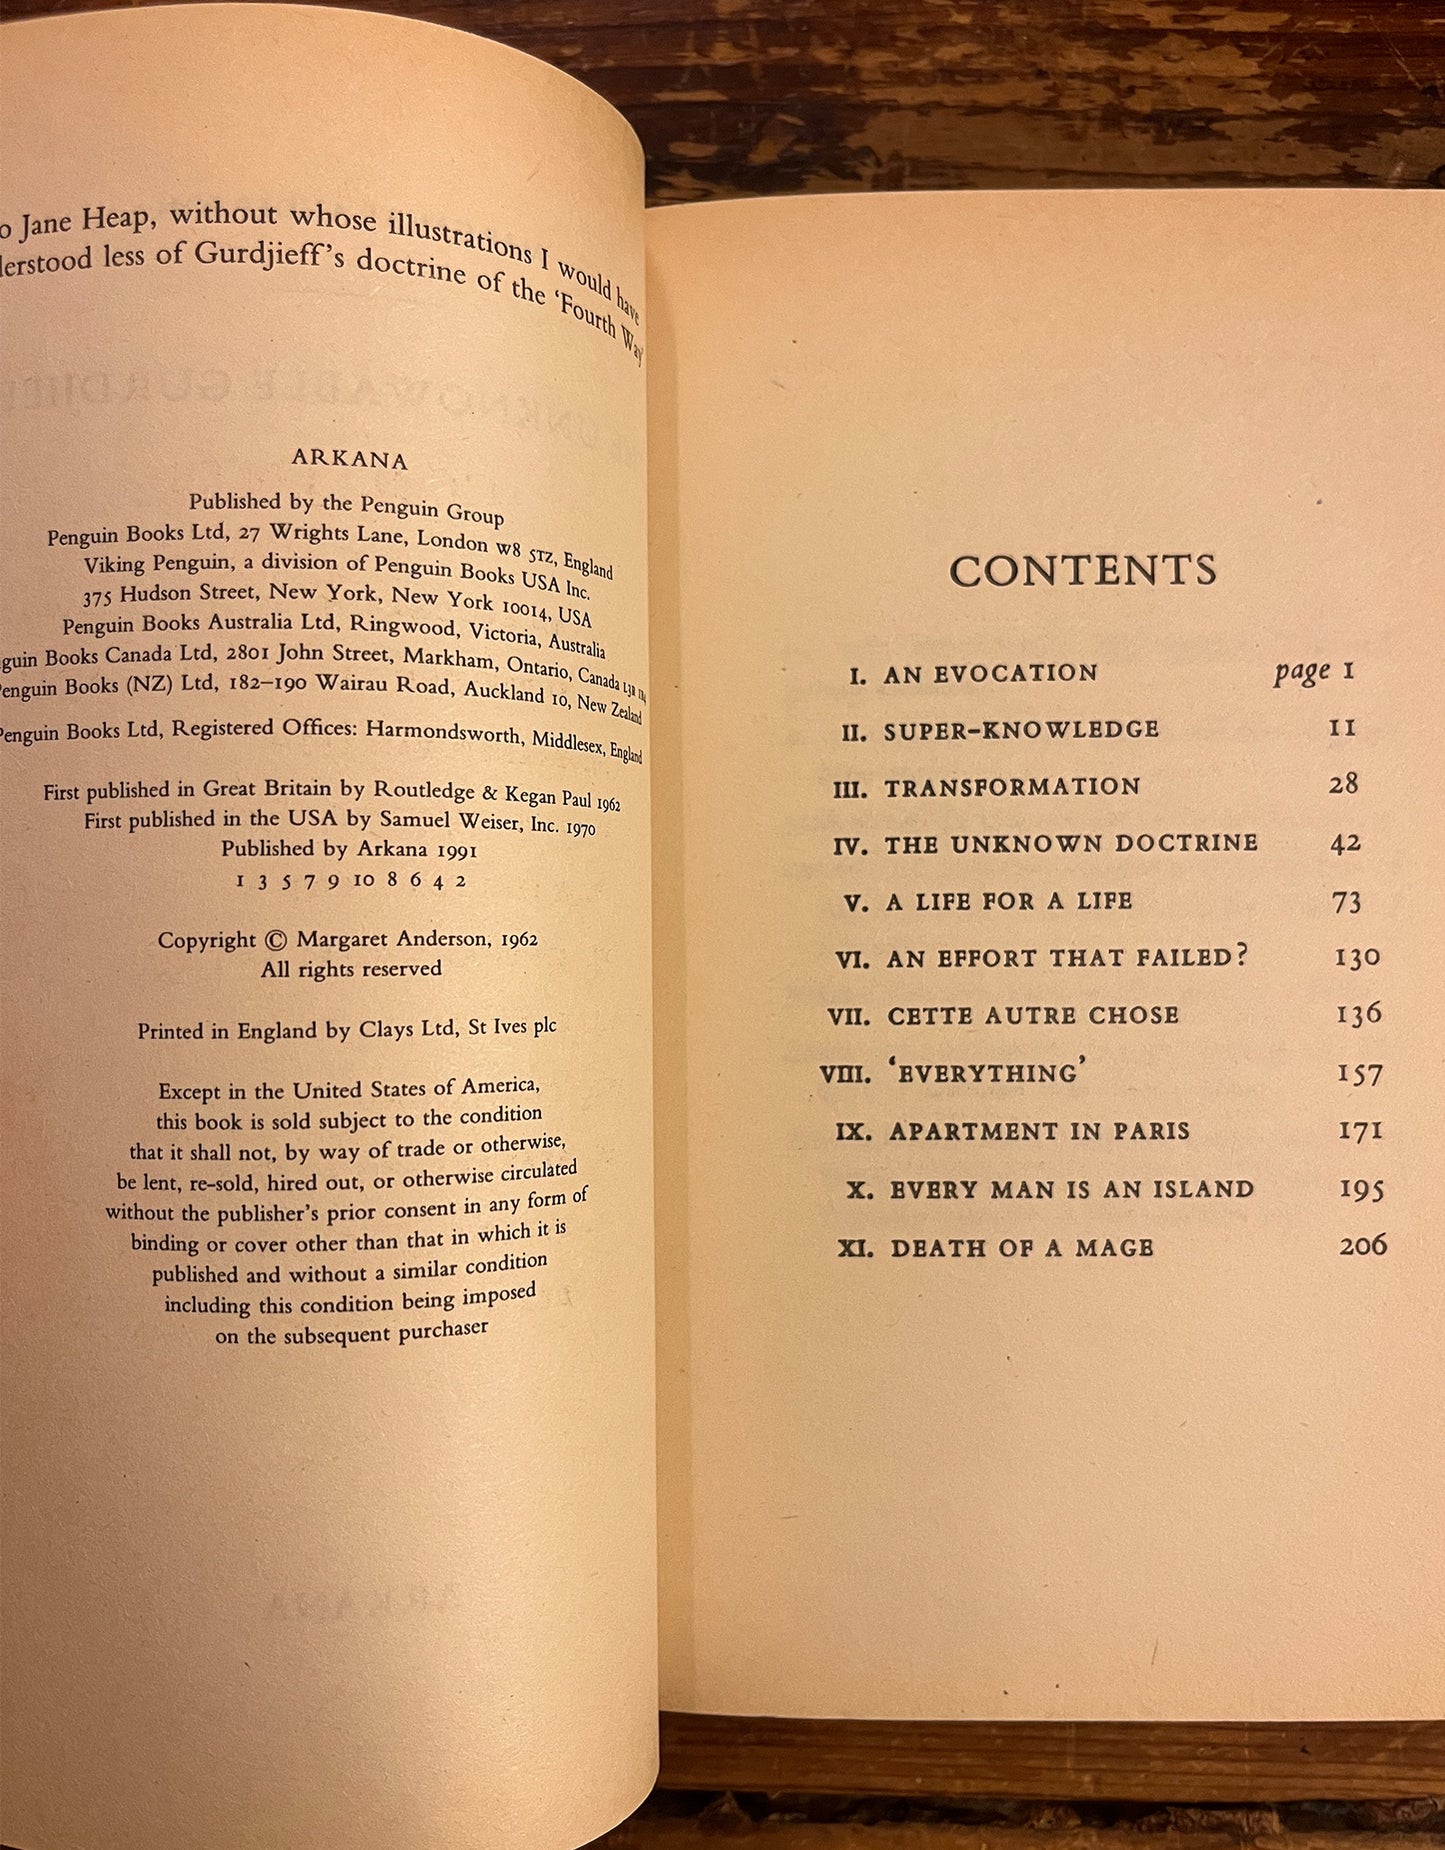 o Jane Heap, without whose illustrations I would have
derstood less of Gurdjieff's doctrine of the 'Fourth Way'
ARKANA
Published by the Penguin Group
Penguin Books Ltd, 27 Wrights Lane, London W8 5TZ, England
Viking Penguin, a division of Penguin Books USA Inc.
375 Hudson Street, New York, New York 10014, USA
Penguin Books Australia Ltd, Ringwood, Victoria, Australia
guin Books Canada Ltd, 2801 John Street, Markham, Ontario, Canada L3R 1B4
Penguin Books (NZ) Ltd, 182–190 Wairau Road, Auckland 10, New Zealand
Penguin Books Ltd, Registered Offices: Harmondsworth, Middlesex, England
First published in Great Britain by Routledge & Kegan Paul 1962
First published in the USA by Samuel Weiser, Inc. 1970
Published by Arkana 1991
1 3 5 7 9 10 8 6 4 2
Copyright © Margaret Anderson, 1962
All rights reserved
Printed in England by Clays Ltd, St Ives plc
Except in the United States of America,
this book is sold subject to the condition
that it shall not, by way of trade or otherwise,
be lent, re-sold, hired out, or otherwise circulated
without the publisher's prior consent in any form of
binding or cover other than that in which it is
published and without a similar condition
including this condition being imposed
on the subsequent purchaser
CONTENTS
I. AN EVOCATION page 1
II. SUPER-KNOWLEDGE 11
III. TRANSFORMATION 28
IV. THE UNKNOWN DOCTRINE 42
V. A LIFE FOR A LIFE 73
VI. AN EFFORT THAT FAILED? 130
VII. CETTE AUTRE CHOSE 136
VIII. 'EVERYTHING' 157
IX. APARTMENT IN PARIS 171
X. EVERY MAN IS AN ISLAND 195
XI. DEATH OF A MAGE 206